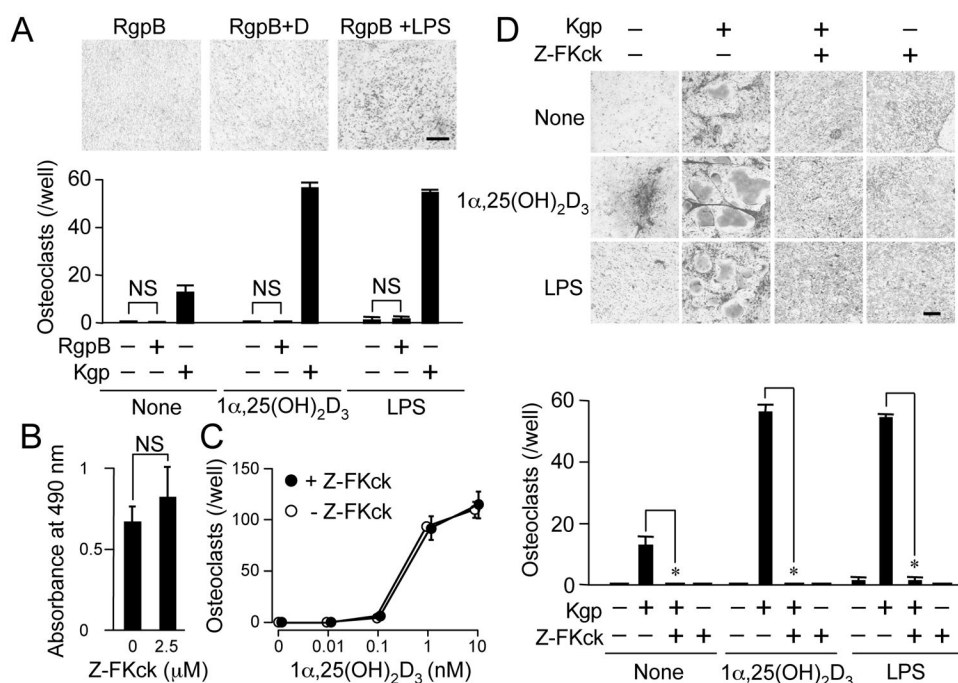 A
RgpB RgpB+D RgpB +LPS
Osteoclasts (/well)
60
40
20
0
NS NS NS
RgpB − + − − + − − + −
Kgp − − + − − + − − +
None 1α,25(OH)₂D₃ LPS
B
NS
Absorbance at 490 nm
1
0.5
0
0 2.5
Z-FKck (μM)
C
Osteoclasts (/well)
150
100
50
0
+ Z-FKck
- Z-FKck
0 0.01 0.1 1 10
1α,25(OH)₂D₃ (nM)
D
Kgp − + + −
Z-FKck − − + +
None
1α,25(OH)₂D₃
LPS
Osteoclasts (/well)
60
40
20
0
* * *
Kgp − + + − − + + − − + + −
Z-FKck − − + + − − + + − − + +
None 1α,25(OH)₂D₃ LPS